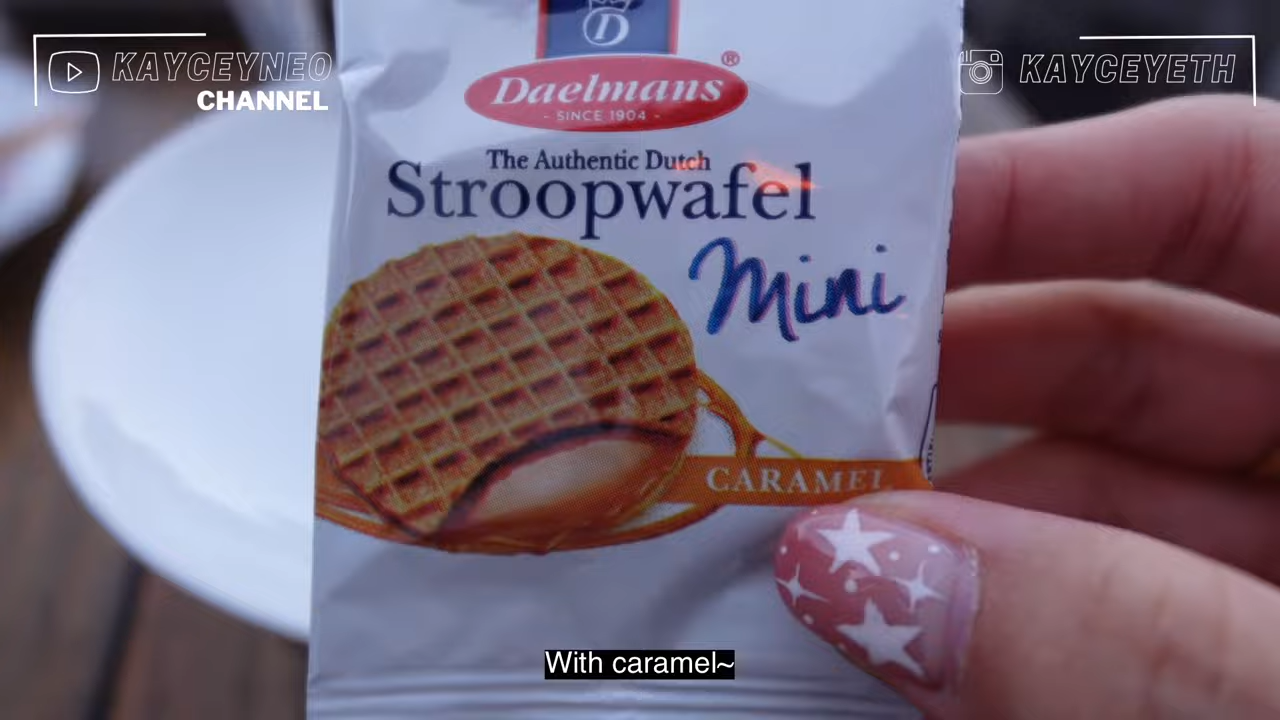 KAYCEYNEO
CHANNEL
KAYCEYETH
D
Daelmans®
- SINCE 1904 -
The Authentic Dutch
Stroopwafel
Mini
CARAMEL
With caramel~